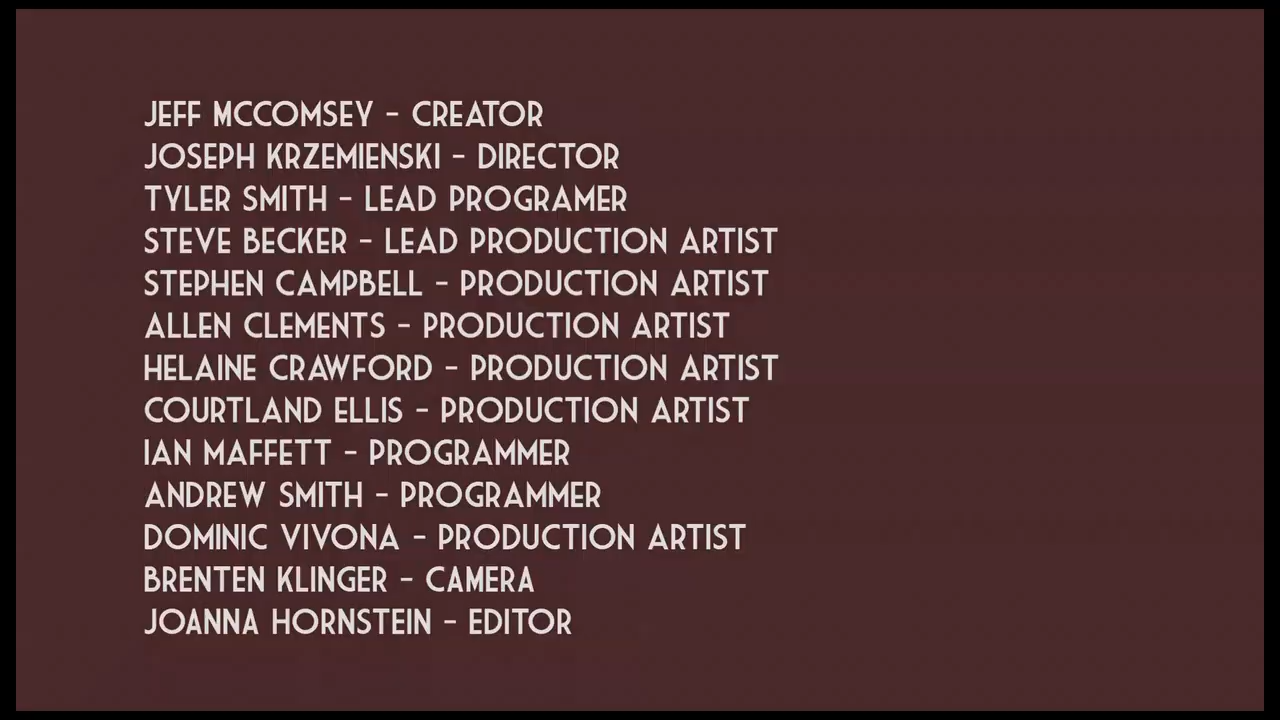 JEFF MCCOMSEY - CREATOR
JOSEPH KRZEMIENSKI - DIRECTOR
TYLER SMITH - LEAD PROGRAMER
STEVE BECKER - LEAD PRODUCTION ARTIST
STEPHEN CAMPBELL - PRODUCTION ARTIST
ALLEN CLEMENTS - PRODUCTION ARTIST
HELAINE CRAWFORD - PRODUCTION ARTIST
COURTLAND ELLIS - PRODUCTION ARTIST
IAN MAFFETT - PROGRAMMER
ANDREW SMITH - PROGRAMMER
DOMINIC VIVONA - PRODUCTION ARTIST
BRENTEN KLINGER - CAMERA
JOANNA HORNSTEIN - EDITOR